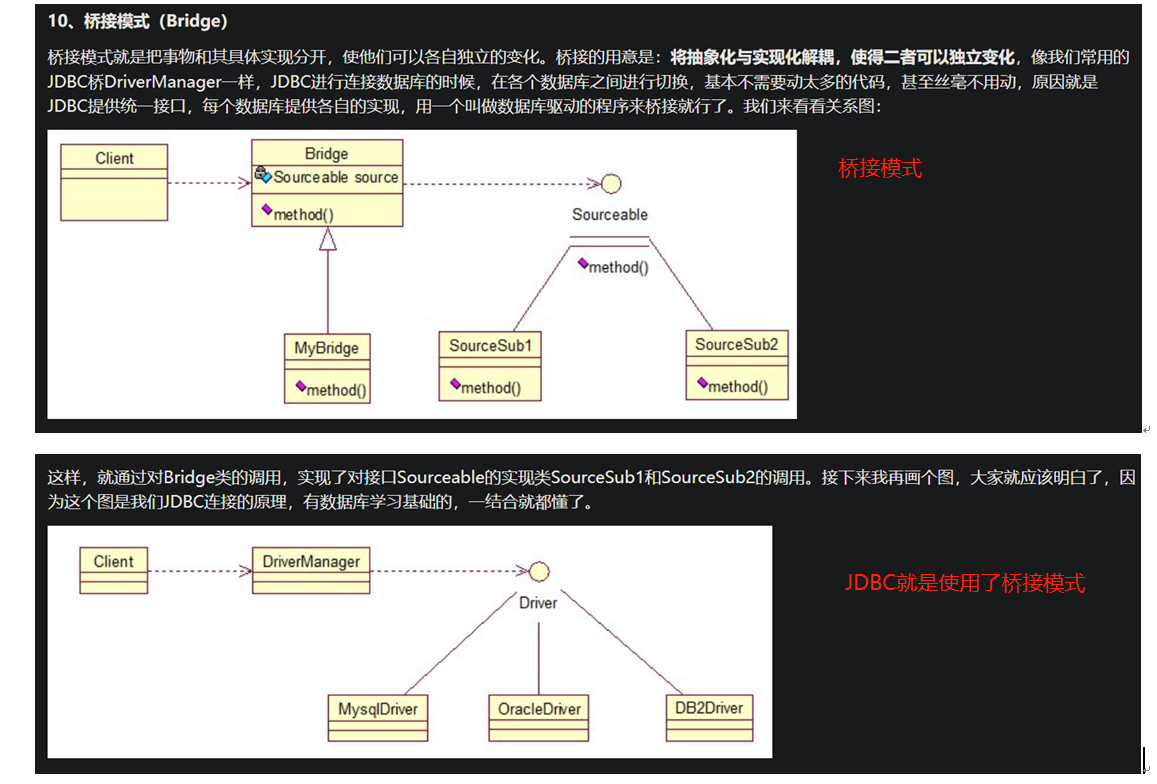 10、桥接模式（Bridge）
桥接模式就是把事物和其具体实现分开，使他们可以各自独立的变化。桥接的用意是：将抽象化与实现化解耦，使得二者可以独立变化，像我们常用的
JDBC桥DriverManager一样，JDBC进行连接数据库的时候，在各个数据库之间进行切换，基本不需要动太多的代码，甚至丝毫不用动，原因就是
JDBC提供统一接口，每个数据库提供各自的实现，用一个叫做数据库驱动的程序来桥接就行了。我们来看看关系图：
Client
Bridge
Sourceable source
method()
桥接模式
Sourceable
method()
MyBridge
method()
SourceSub1
method()
SourceSub2
method()
这样，就通过对Bridge类的调用，实现了对接口Sourceable的实现类SourceSub1和SourceSub2的调用。接下来我再画个图，大家就应该明白了，因
为这个图是我们JDBC连接的原理，有数据库学习基础的，一结合就都懂了。
Client
DriverManager
Driver
JDBC就是使用了桥接模式
MysqlDriver
OracleDriver
DB2Driver